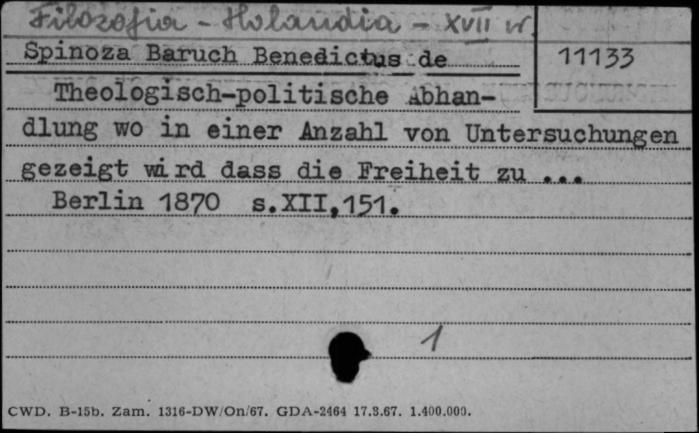 Filozofia - Holandia - XVII w.
Spinoza Baruch Benedictus de
11133
Theologisch-politische Abhan-
dlung wo in einer Anzahl von Untersuchungen
gezeigt wird dass die Freiheit zu ...
Berlin 1870 s.XII,151.
1
CWD. B-15b. Zam. 1316-DW/On/67. GDA-2464 17.3.67. 1.400.000.